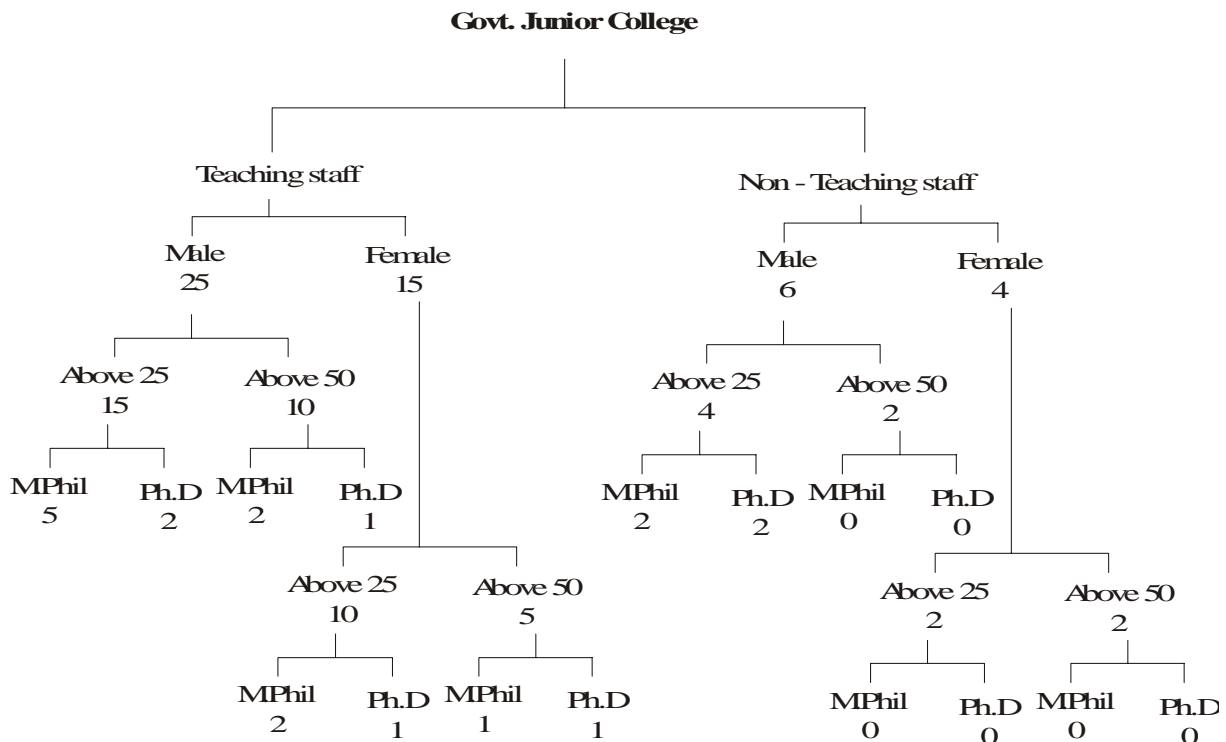 Govt. Junior College
Teaching staff
Non - Teaching staff
Male
25
Female
15
Male
6
Female
4
Above 25
15
Above 50
10
Above 25
4
Above 50
2
MPhil
5
Ph.D
2
MPhil
2
Ph.D
1
MPhil
2
Ph.D
2
MPhil
0
Ph.D
0
Above 25
10
Above 50
5
Above 25
2
Above 50
2
MPhil
2
Ph.D
1
MPhil
1
Ph.D
1
MPhil
0
Ph.D
0
MPhil
0
Ph.D
0